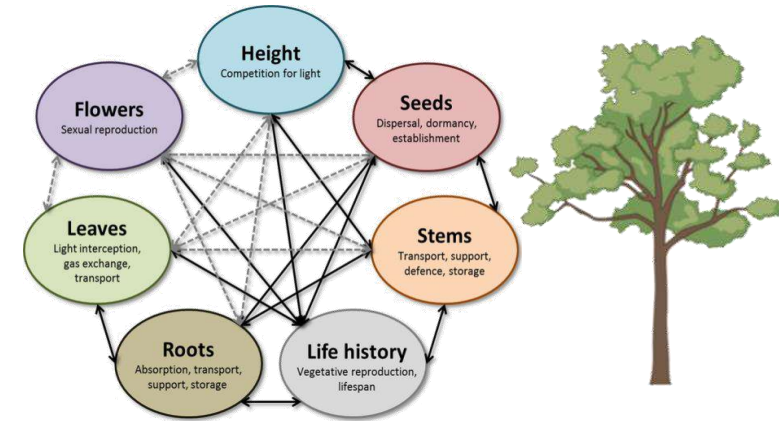 Height
Competition for light
Flowers
Sexual reproduction
Seeds
Dispersal, dormancy,
establishment
Leaves
Light interception,
gas exchange,
transport
Stems
Transport, support,
defence, storage
Roots
Absorption, transport,
support, storage
Life history
Vegetative reproduction,
lifespan